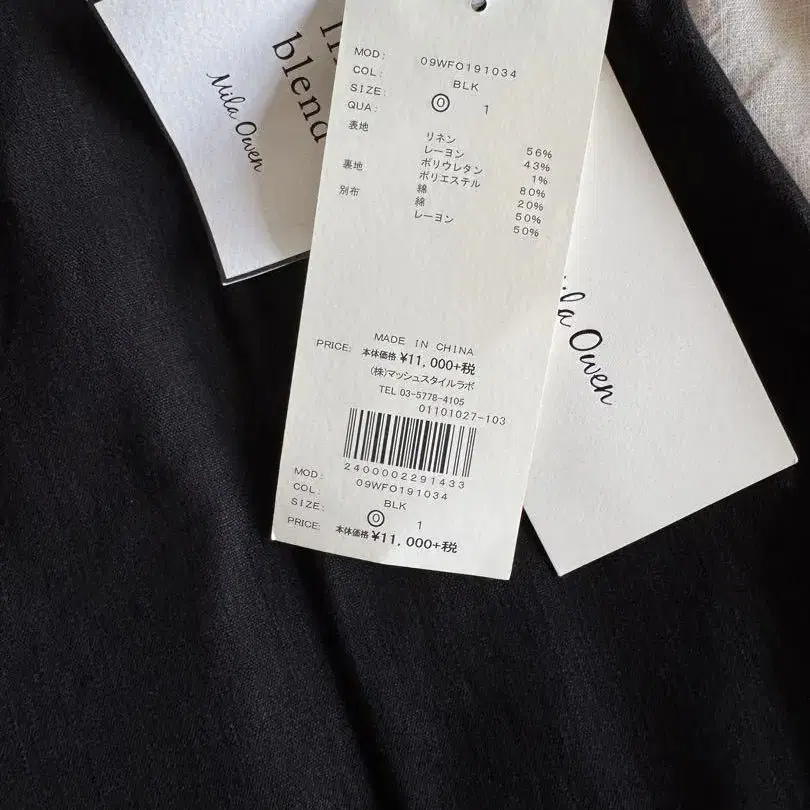 blend
Mila Owen
MOD: 09WFO191034
COL: BLK
SIZE: 0 1
QUA:
表地 リネン 56%
レーヨン 43%
ポリウレタン 1%
裏地 ポリエステル 80%
綿 20%
別布 綿 50%
レーヨン 50%
MADE IN CHINA
PRICE: 本体価格 ¥11,000+税
(株)マッシュスタイルラボ
TEL 03-5778-4105
01101027-103
2400002291433
MOD: 09WFO191034
COL: BLK
SIZE: 0 1
PRICE: 本体価格 ¥11,000+税
Mila Owen